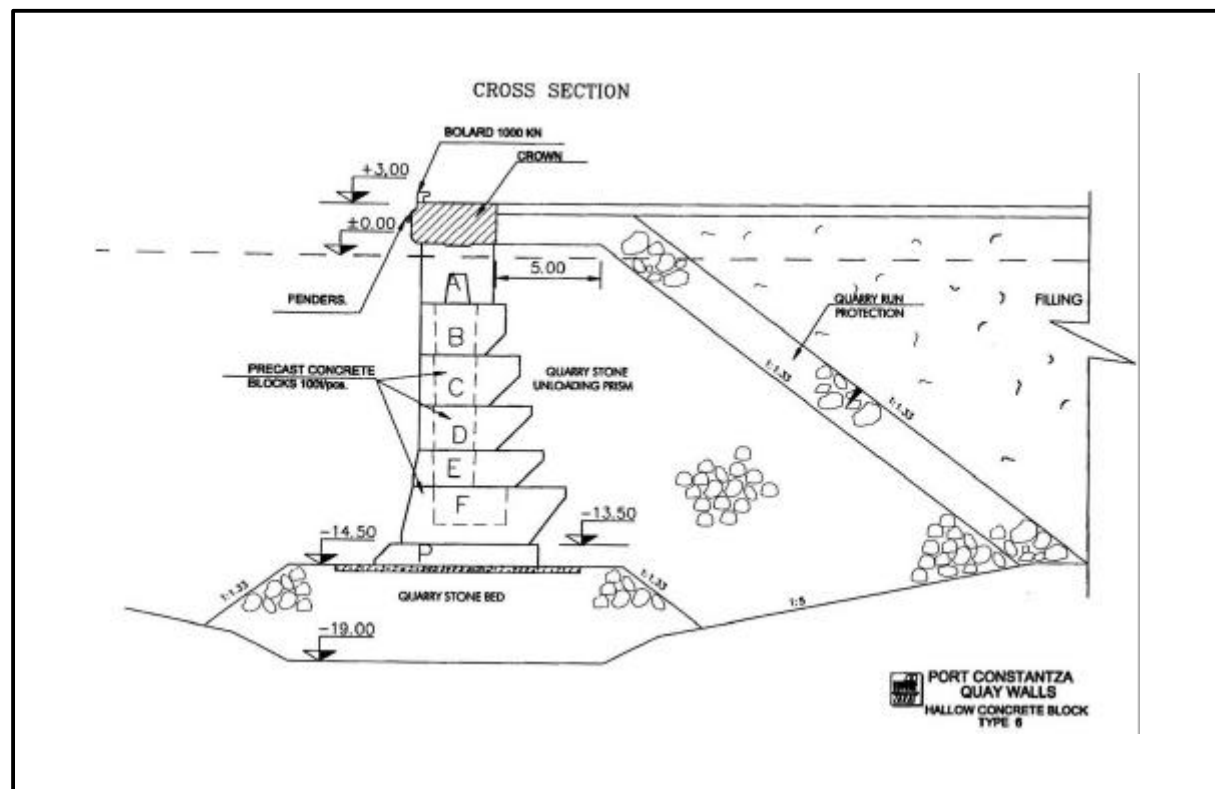 CROSS SECTION
BOLARD 1000 KN
CROWN
+3,00
±0.00
5.00
FENDERS.
A
B
C
D
E
F
P
PRECAST CONCRETE
BLOCKS 100t/pcs.
QUARRY STONE
UNLOADING PRISM
QUARRY RUN
PROTECTION
FILLING
1:1.33
1:1.33
-14.50
-13.50
1:1.33
QUARRY STONE BED
1:1.33
1:5
-19.00
PORT CONSTANTZA
QUAY WALLS
HALLOW CONCRETE BLOCK
TYPE 6